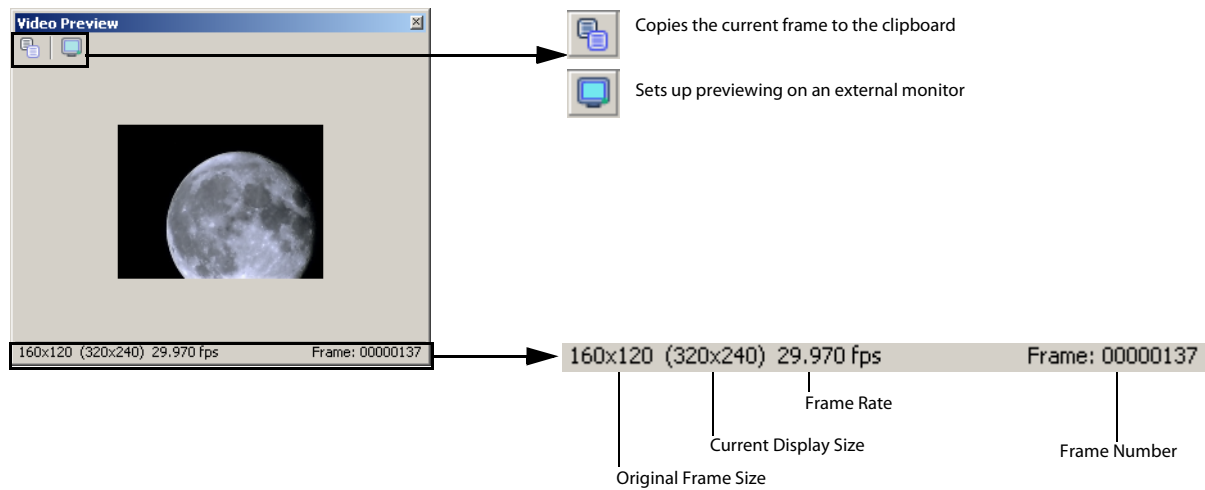 Video Preview
Copies the current frame to the clipboard
Sets up previewing on an external monitor
160x120 (320x240) 29.970 fps Frame: 00000137
160x120 (320x240) 29.970 fps Frame: 00000137
Frame Rate
Current Display Size
Frame Number
Original Frame Size